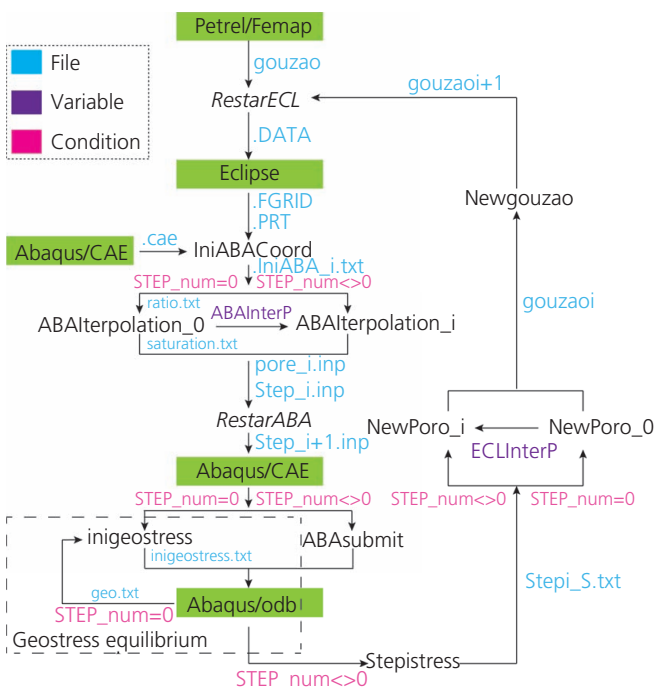 Petrel/Femap
File
gouzao
gouzaoi+1
Variable
RestarECL
Condition
.DATA
Eclipse
.FGRID
Newgouzao
.PRT
.cae
Abaqus/CAE
IniABACoord
.IniABA_i.txt
STEP_num=0 STEP_num<>0
ratio.txt
gouzaoi
ABAInterP
ABAIterpolation_0
ABAIterpolation_i
saturation.txt
pore_i.inp
Step_i.inp
RestarABA
NewPoro_i
NewPoro_0
Step_i+1.inp
ECLInterP
Abaqus/CAE
STEP_num=0 STEP_num<>0
STEP_num<>0 STEP_num=0
inigeostress
ABAsubmit
inigeostress.txt
Stepi_S.txt
geo.txt
Abaqus/odb
STEP_num=0
Geostress equilibrium
Stepistress
STEP_num<>0